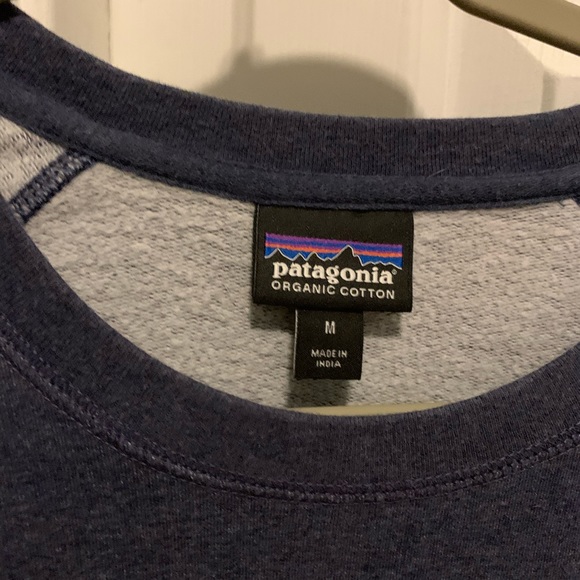 patagonia®
ORGANIC COTTON
M
MADE IN
INDIA